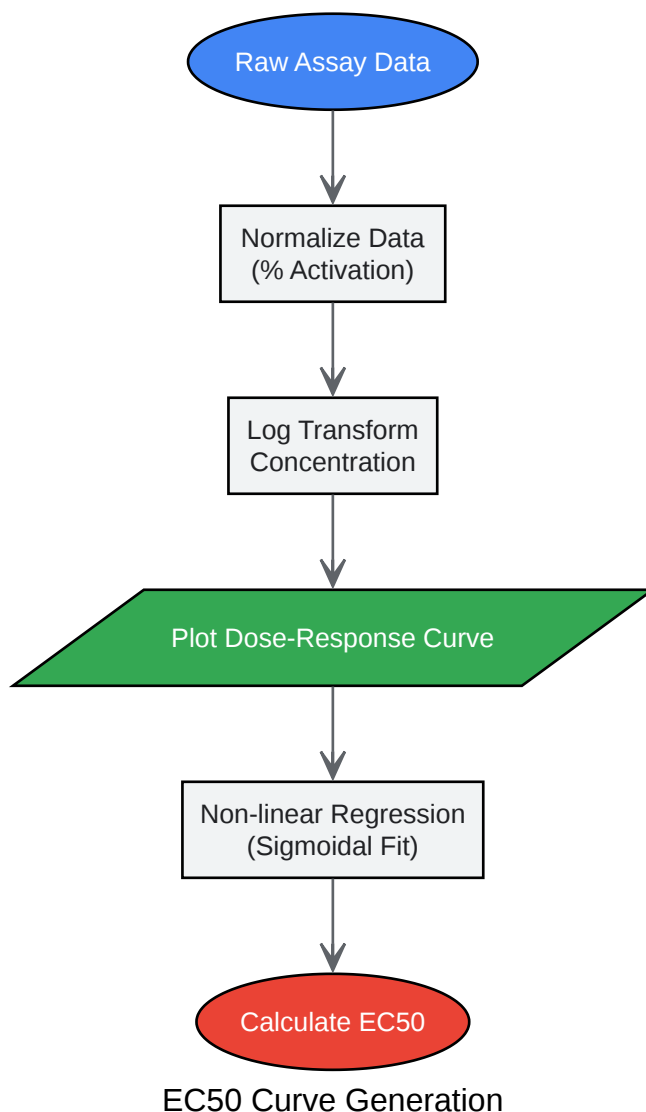 Raw Assay Data
Normalize Data
(% Activation)
Log Transform
Concentration
Plot Dose-Response Curve
Non-linear Regression
(Sigmoidal Fit)
Calculate EC50
EC50 Curve Generation